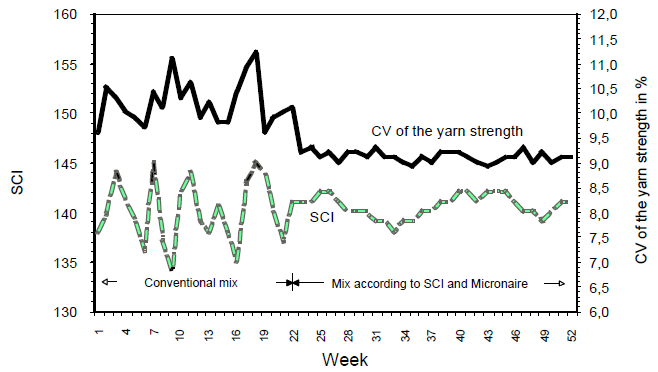 160
155
150
145
140
135
130
SCI
12,0
11,5
11,0
10,5
10,0
9,5
9,0
8,5
8,0
7,5
7,0
6,5
6,0
CV of the yarn strength in %
CV of the yarn strength
SCI
Conventional mix
Mix according to SCI and Micronaire
1 4 7 10 13 16 19 22 25 28 31 34 37 40 43 46 49 52
Week